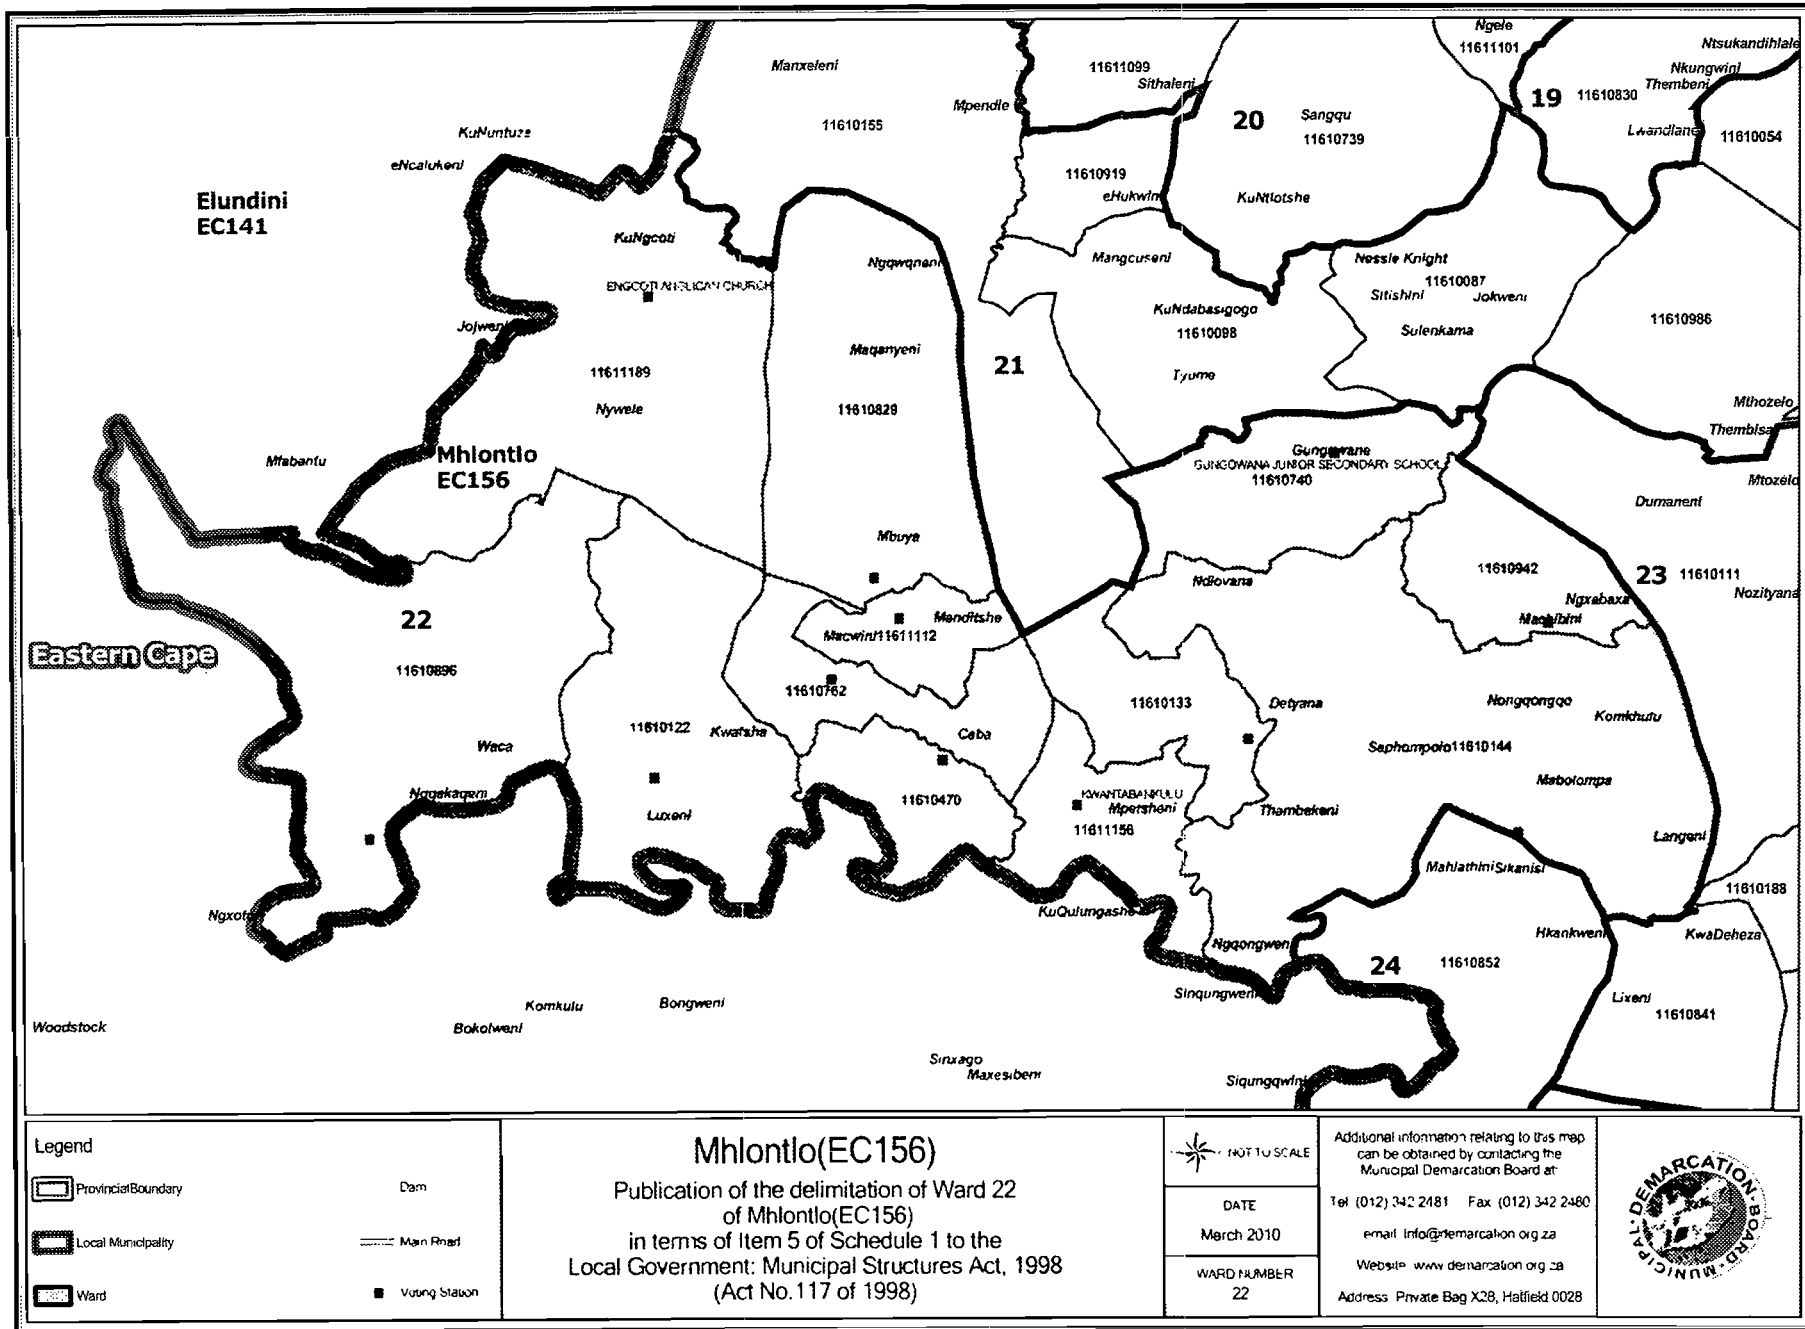 Ngele
11611101
Ntsukandihlale
Manxeleni
11611099
Nkungwini
Thembeni
Sithaleni
19
11610830
Mpendle
20
Sangqu
11610739
11610155
KuNuntuze
Lwandlane
11610054
eNcalukeni
11610919
eHukwini
KuNtlotshe
Elundini
EC141
KuNgcoti
Ngqwqneni
Mangcuseni
Nessie Knight
11610087
ENGCOTI ANGLICAN CHURCH
Sitishini
Jokweni
KuNdabasigogo
11610098
Sulenkama
11610986
Jojweni
Maqanyeni
21
11611189
Tyume
Nywele
11610829
Mthozelo
Thembisa
Mfabantu
Mhlontlo
EC156
Gungqwane
GUNGOWANA JUNIOR SECONDARY SCHOOL
11610740
Mtozelo
Dumaneni
Mbuya
11610942
Ndlovana
23
11610111
Nozityana
Ngxabaxa
22
Manditshe
Macwini 11611112
Machibini
Eastern Cape
11610896
11610762
11610133
Detyana
Nongqongqo
Komkhulu
11610122
Kwatsha
Caba
Waca
Saphompolo 11610144
Mabolompa
Nqqakaqeni
11610470
KWANTABANKULU
Mpetsheni
Thambekeni
Luxeni
11611156
Langeni
Mahlathini
Sikanisi
11610188
Ngxoto
KuQulungashe
Ngqongweni
Hkankweni
KwaDeheza
24
11610852
Sinqungweni
Lixeni
11610841
Komkulu
Bongweni
Woodstock
Bokolweni
Sinxago
Maxesibeni
Siqungqwini
Legend
Provincial Boundary
Dam
Local Municipality
Main Road
Ward
Voting Station
Mhlontlo(EC156)
Publication of the delimitation of Ward 22
of Mhlontlo(EC156)
in terms of Item 5 of Schedule 1 to the
Local Government: Municipal Structures Act, 1998
(Act No.117 of 1998)
NOT TO SCALE
DATE
March 2010
WARD NUMBER
22
Additional information relating to this map
can be obtained by contacting the
Municipal Demarcation Board at:
Tel (012) 342 2481 Fax (012) 342 2480
email info@demarcation.org.za
Website www.demarcation.org.za
Address Private Bag X28, Hatfield 0028
MUNICIPAL DEMARCATION BOARD